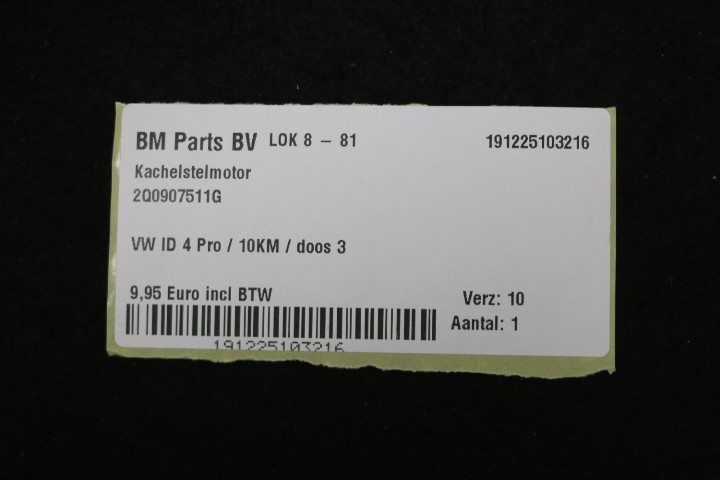 BM Parts BV LOK 8 – 81 191225103216
Kachelstelmotor
2Q0907511G
VW ID 4 Pro / 10KM / doos 3
9,95 Euro incl BTW Verz: 10
Aantal: 1
191225103216